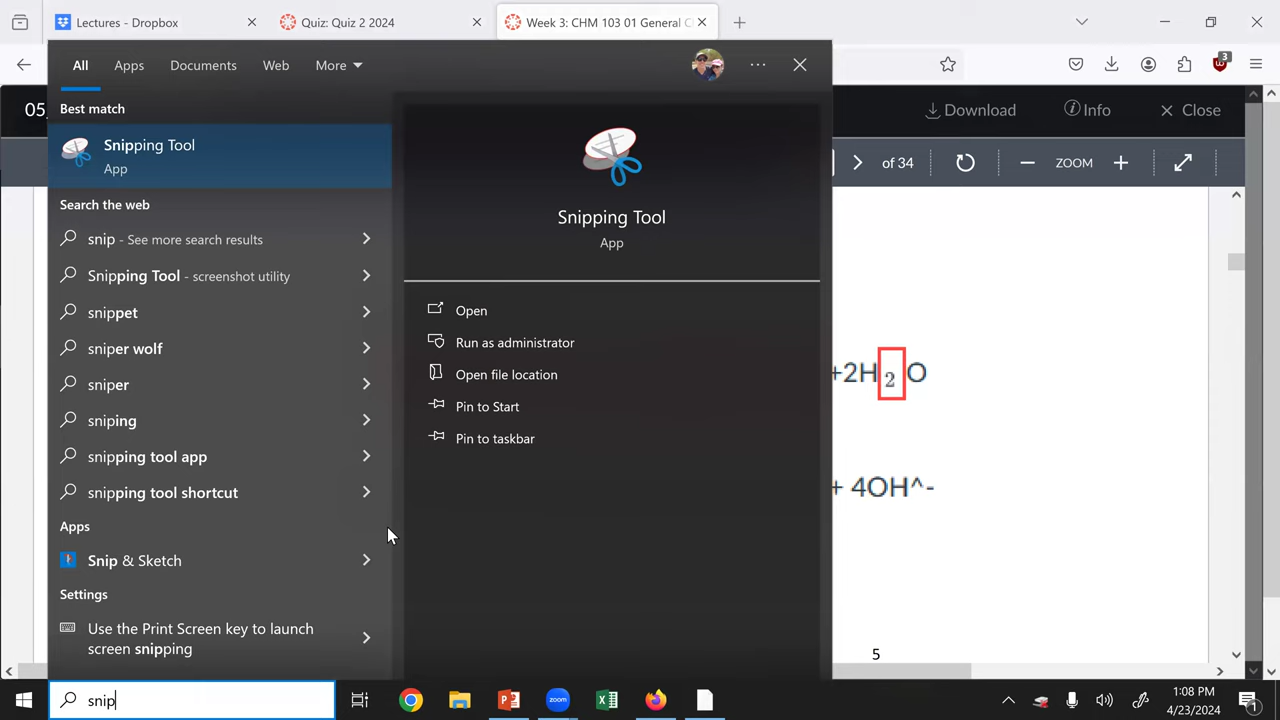 Lectures - Dropbox
Quiz: Quiz 2 2024
Week 3: CHM 103 01 General C
All
Apps
Documents
Web
More
3
Best match
05
Download
Info
Close
Snipping Tool
App
of 34
ZOOM
Search the web
snip - See more search results
Snipping Tool
App
Snipping Tool - screenshot utility
snippet
Open
sniper wolf
Run as administrator
sniper
Open file location
+2H2O
sniping
Pin to Start
snipping tool app
Pin to taskbar
snipping tool shortcut
+ 4OH^-
Apps
Snip & Sketch
Settings
Use the Print Screen key to launch
screen snipping
5
snip
zoom
1:08 PM
4/23/2024
1